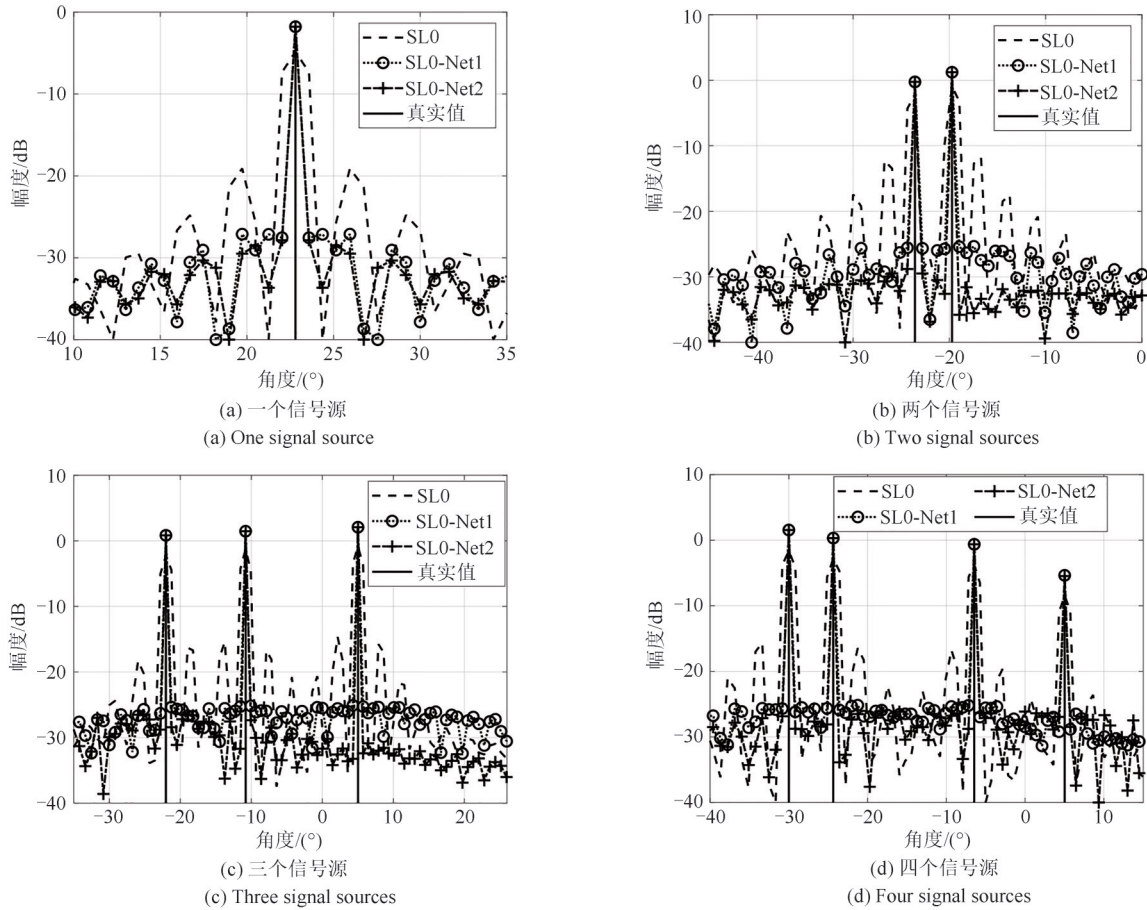 0
−10
−20
−30
−40
幅度/dB
SL0
SL0-Net1
SL0-Net2
真实值
10 15 20 25 30 35
角度/(°)
(a) 一个信号源
(a) One signal source
10
0
−10
−20
−30
−40
幅度/dB
SL0
SL0-Net1
SL0-Net2
真实值
−40 −30 −20 −10 0
角度/(°)
(b) 两个信号源
(b) Two signal sources
10
0
−10
−20
−30
−40
幅度/dB
SL0
SL0-Net1
SL0-Net2
真实值
−30 −20 −10 0 10 20
角度/(°)
(c) 三个信号源
(c) Three signal sources
10
0
−10
−20
−30
−40
幅度/dB
SL0 SL0-Net2
SL0-Net1 真实值
−40 −30 −20 −10 0 10
角度/(°)
(d) 四个信号源
(d) Four signal sources